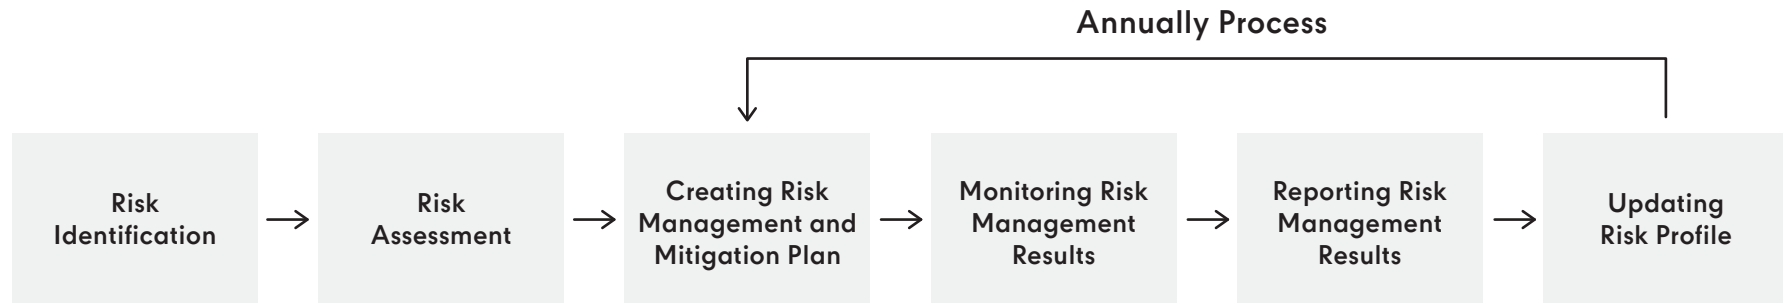 Annually Process
Risk
Identification
Risk
Assessment
Creating Risk
Management and
Mitigation Plan
Monitoring Risk
Management
Results
Reporting Risk
Management
Results
Updating
Risk Profile